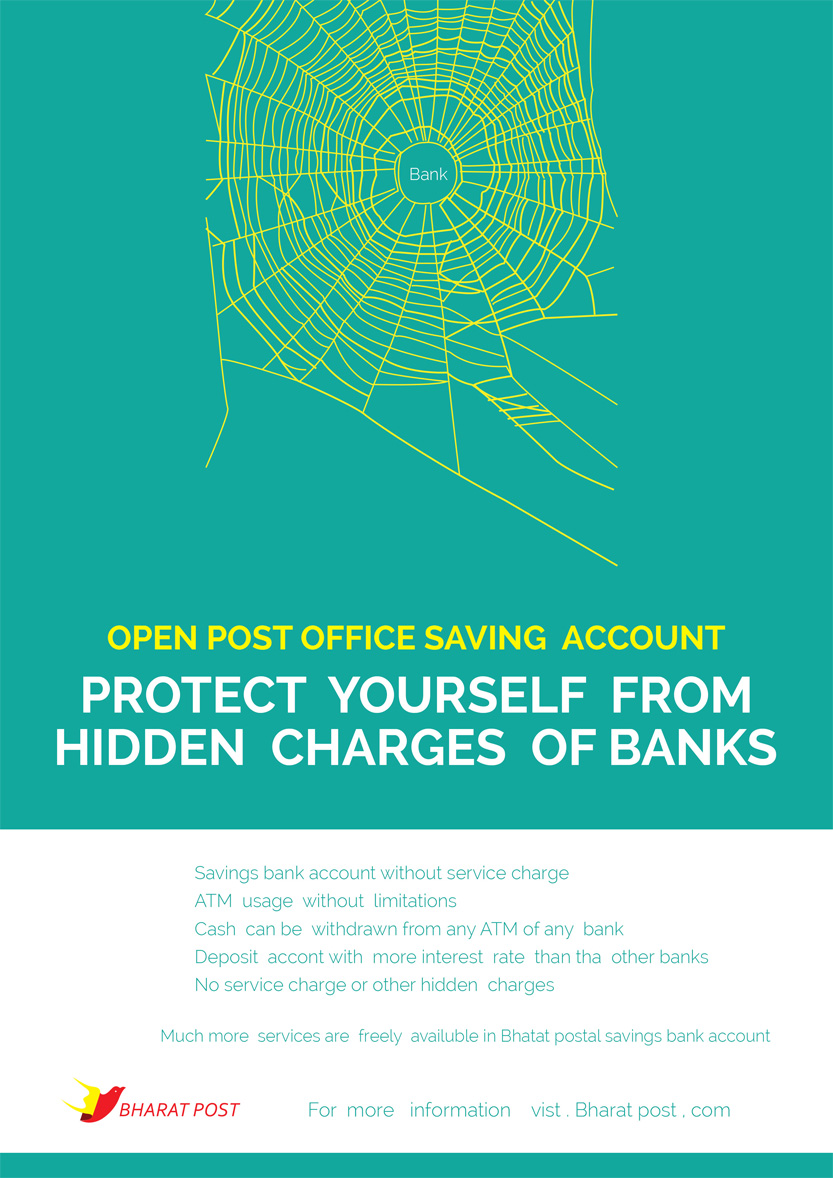 Bank
OPEN POST OFFICE SAVING ACCOUNT
PROTECT YOURSELF FROM
HIDDEN CHARGES OF BANKS
Savings bank account without service charge
ATM usage without limitations
Cash can be withdrawn from any ATM of any bank
Deposit accont with more interest rate than tha other banks
No service charge or other hidden charges
Much more services are freely availuble in Bhatat postal savings bank account
BHARAT POST
For more information vist . Bharat post , com